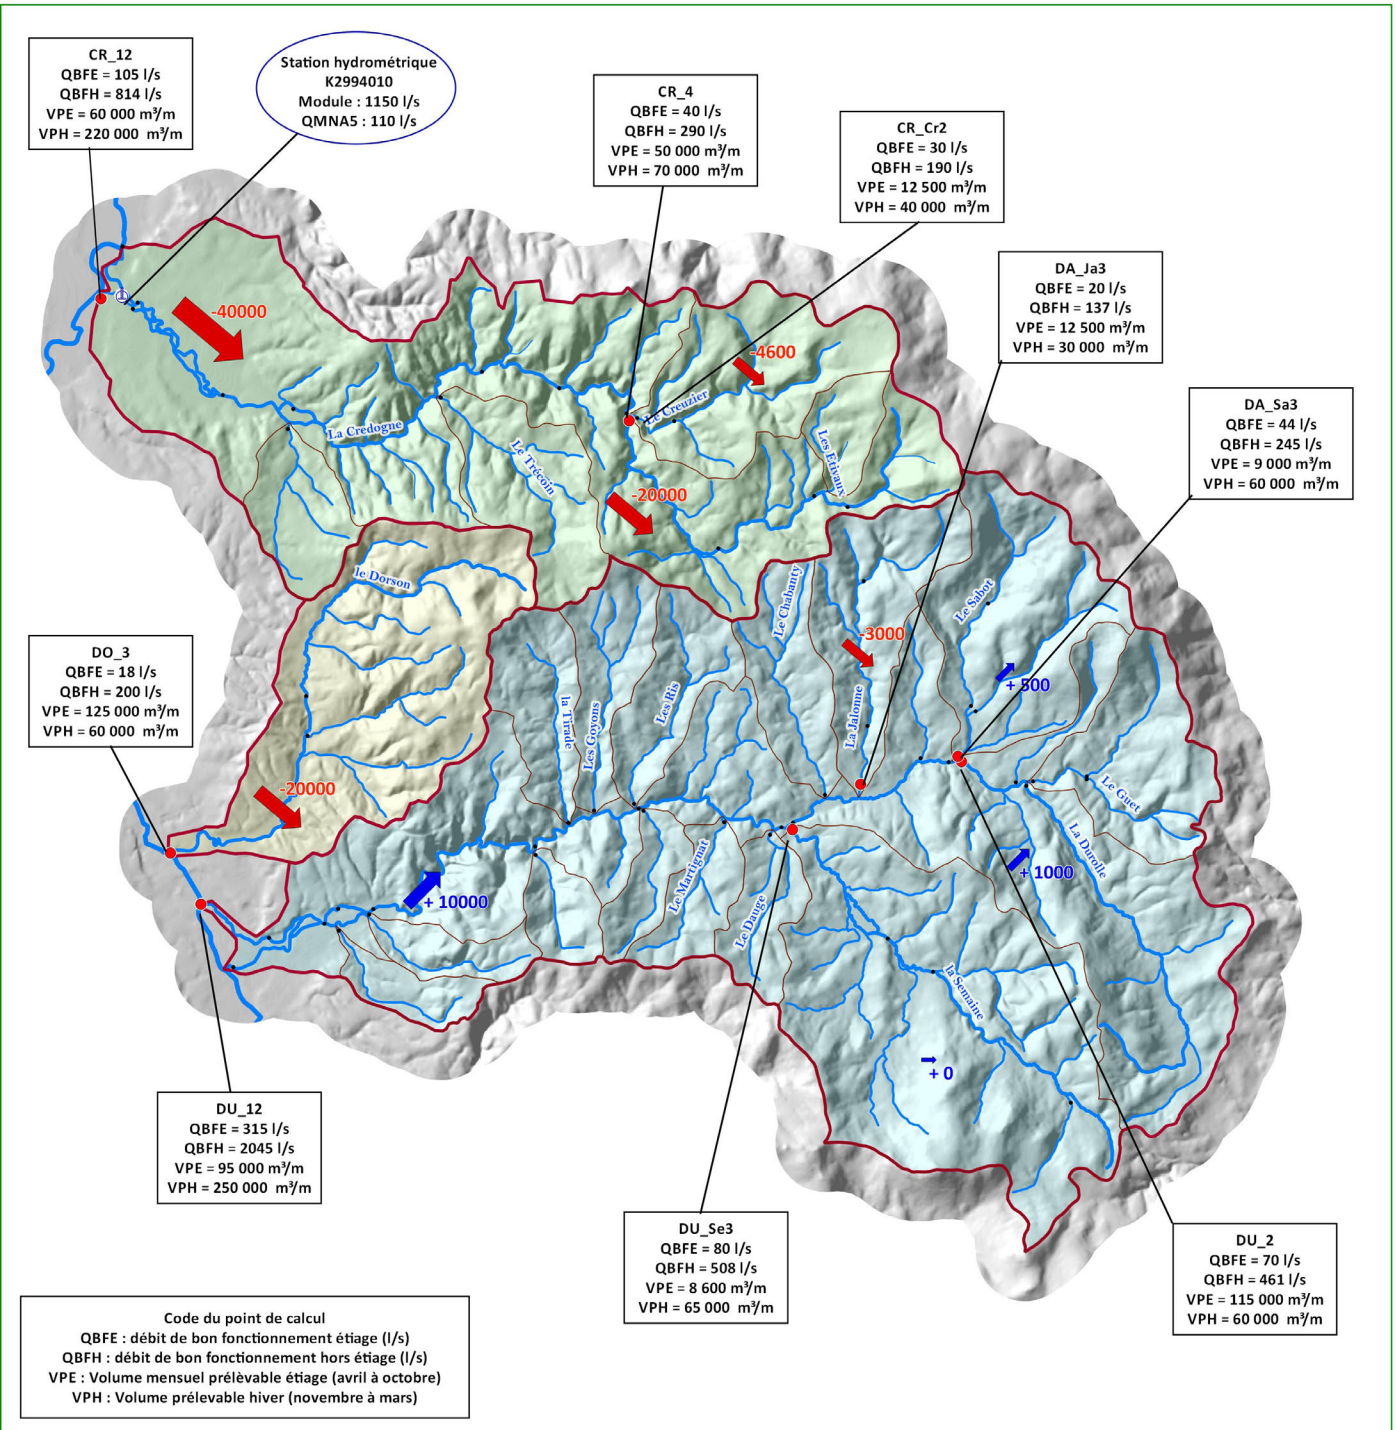 CR_12
QBFE = 105 l/s
QBFH = 814 l/s
VPE = 60 000 m³/m
VPH = 220 000 m³/m
Station hydrométrique
K2994010
Module : 1150 l/s
QMNA5 : 110 l/s
CR_4
QBFE = 40 l/s
QBFH = 290 l/s
VPE = 50 000 m³/m
VPH = 70 000 m³/m
CR_Cr2
QBFE = 30 l/s
QBFH = 190 l/s
VPE = 12 500 m³/m
VPH = 40 000 m³/m
DA_Ja3
QBFE = 20 l/s
QBFH = 137 l/s
VPE = 12 500 m³/m
VPH = 30 000 m³/m
DA_Sa3
QBFE = 44 l/s
QBFH = 245 l/s
VPE = 9 000 m³/m
VPH = 60 000 m³/m
-40000
-4600
Le Creuzier
La Credogne
Le Trécoin
Les Etivaux
-20000
le Dorson
Le Chabanty
Le Sabot
-3000
+ 500
DO_3
QBFE = 18 l/s
QBFH = 200 l/s
VPE = 125 000 m³/m
VPH = 60 000 m³/m
la Tirade
Les Goyons
Les Ris
La Jalonne
-20000
Le Guet
La Durolle
+ 10000
Le Martignat
Le Dauge
+ 1000
la Semaine
+ 0
DU_12
QBFE = 315 l/s
QBFH = 2045 l/s
VPE = 95 000 m³/m
VPH = 250 000 m³/m
DU_Se3
QBFE = 80 l/s
QBFH = 508 l/s
VPE = 8 600 m³/m
VPH = 65 000 m³/m
DU_2
QBFE = 70 l/s
QBFH = 461 l/s
VPE = 115 000 m³/m
VPH = 60 000 m³/m
Code du point de calcul
QBFE : débit de bon fonctionnement étiage (l/s)
QBFH : débit de bon fonctionnement hors étiage (l/s)
VPE : Volume mensuel prélèvable étiage (avril à octobre)
VPH : Volume prélevable hiver (novembre à mars)